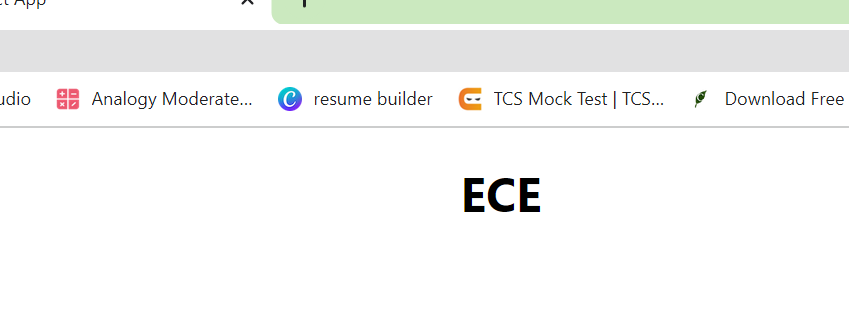 App
udio Analogy Moderate... resume builder TCS Mock Test | TCS... Download Free
ECE